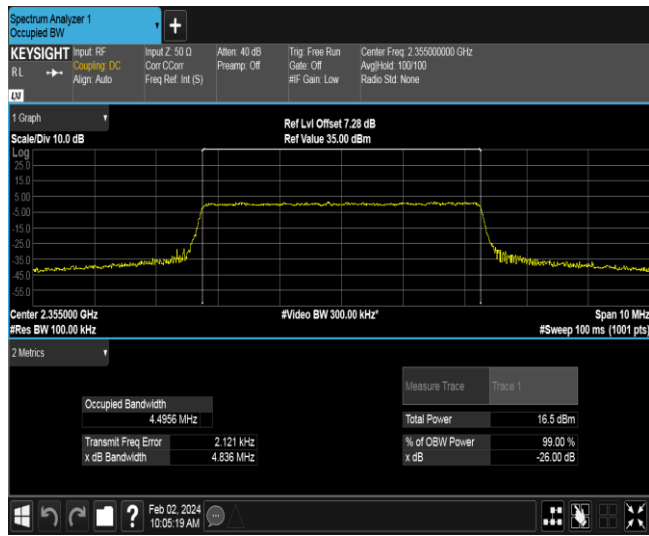 Spectrum Analyzer 1
Occupied BW
KEYSIGHT
RL
LXI
Input: RF
Coupling: DC
Align: Auto
Input Z: 50 Ω
Corr CCorr
Freq Ref: Int (S)
Atten: 40 dB
Preamp: Off
Trig: Free Run
Gate: Off
#IF Gain: Low
Center Freq: 2.355000000 GHz
Avg|Hold: 100/100
Radio Std: None
1 Graph
Scale/Div 10.0 dB
Ref Lvl Offset 7.28 dB
Ref Value 35.00 dBm
Log
25.0
15.0
5.00
-5.00
-15.0
-25.0
-35.0
-45.0
-55.0
Center 2.355000 GHz
#Res BW 100.00 kHz
#Video BW 300.00 kHz*
Span 10 MHz
#Sweep 100 ms (1001 pts)
2 Metrics
Measure Trace Trace 1
Occupied Bandwidth
4.4956 MHz
Total Power 16.5 dBm
Transmit Freq Error 2.121 kHz
% of OBW Power 99.00 %
x dB Bandwidth 4.836 MHz
x dB -26.00 dB
?
Feb 02, 2024
10:05:19 AM